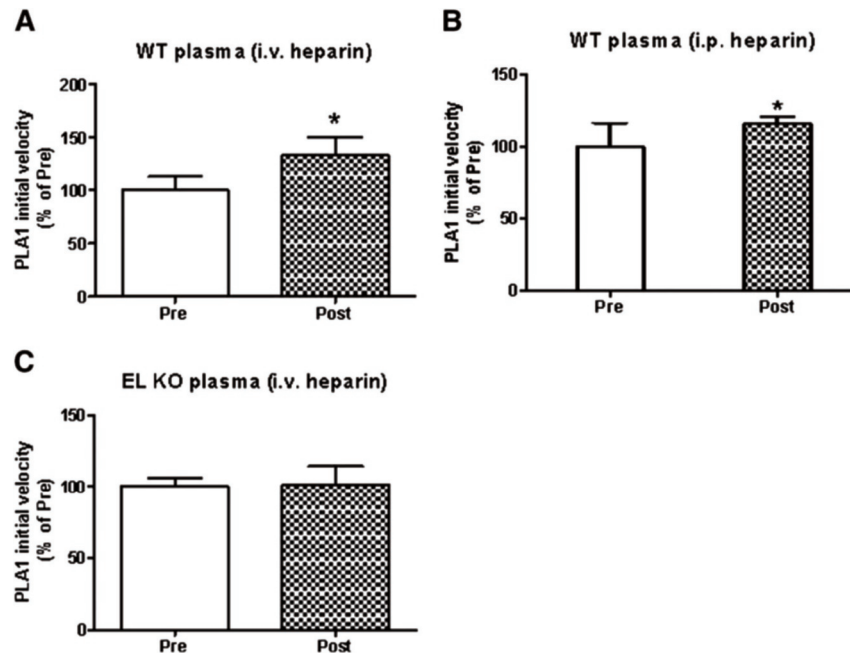 A
WT plasma (i.v. heparin)
PLA1 initial velocity
(% of Pre)
200
150
100
50
0
*
Pre
Post
B
WT plasma (i.p. heparin)
PLA1 initial velocity
(% of Pre)
150
100
50
0
*
Pre
Post
C
EL KO plasma (i.v. heparin)
PLA1 initial velocity
(% of Pre)
150
100
50
0
Pre
Post